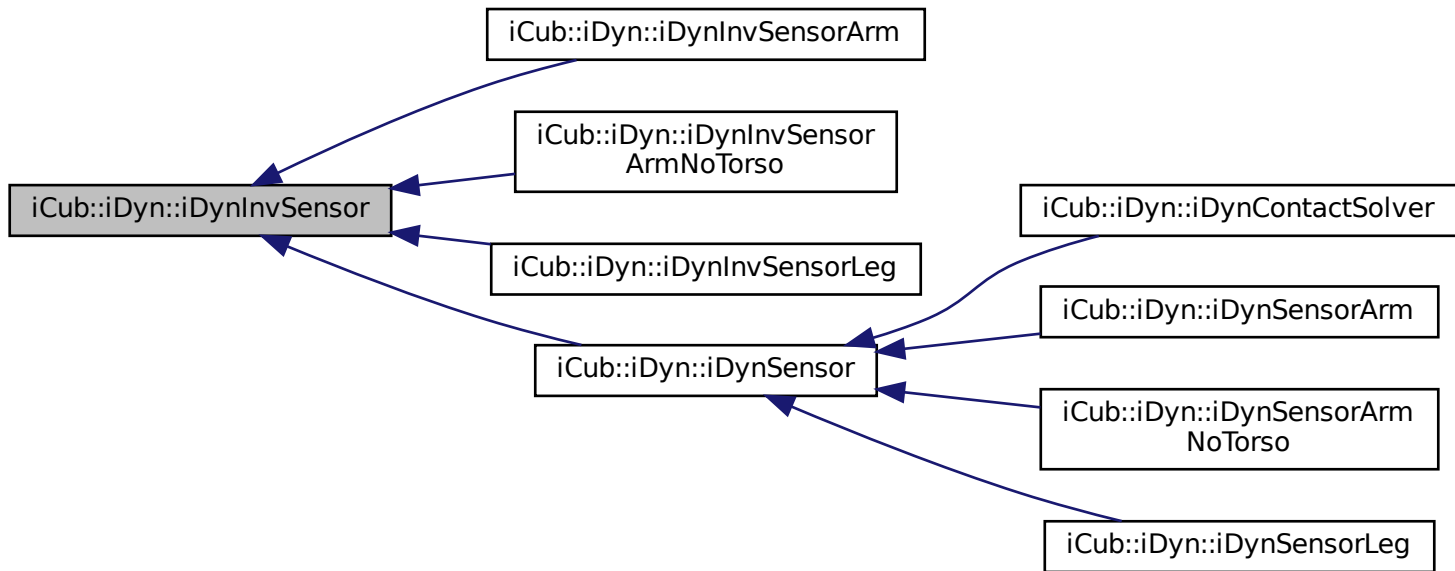 iCub::iDyn::iDynInvSensor
iCub::iDyn::iDynInvSensorArm
iCub::iDyn::iDynInvSensor
ArmNoTorso
iCub::iDyn::iDynInvSensorLeg
iCub::iDyn::iDynSensor
iCub::iDyn::iDynContactSolver
iCub::iDyn::iDynSensorArm
iCub::iDyn::iDynSensorArm
NoTorso
iCub::iDyn::iDynSensorLeg